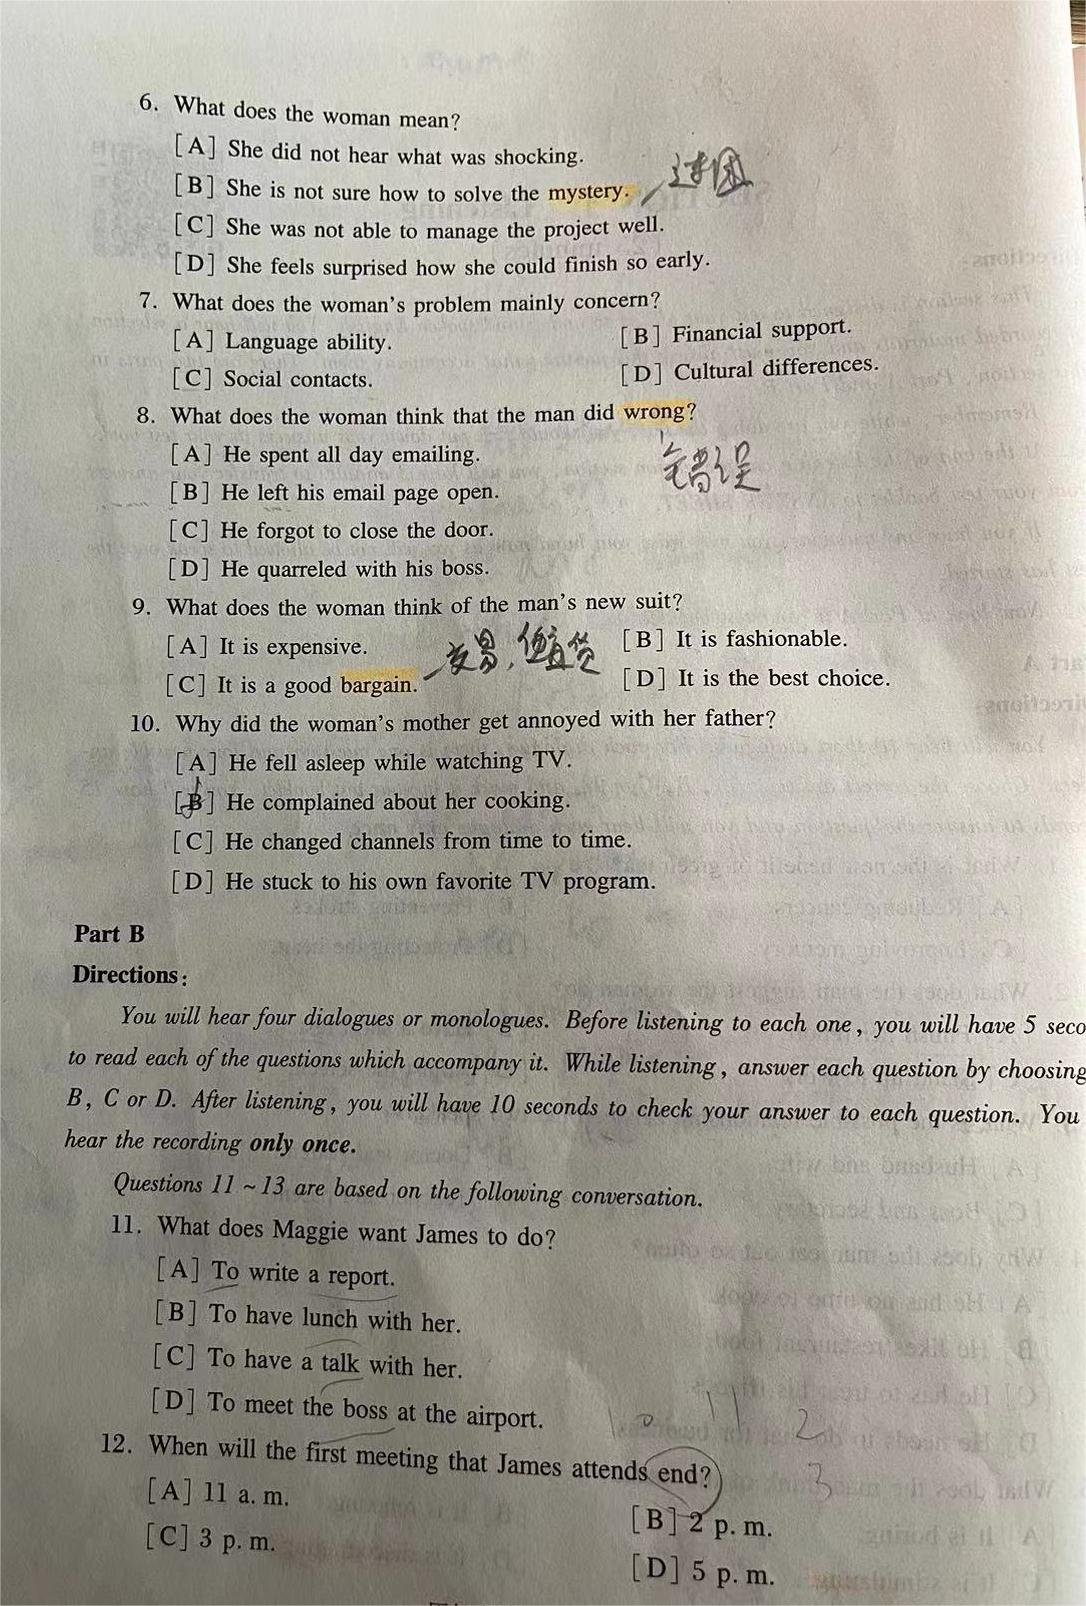 6. What does the woman mean?
[A] She did not hear what was shocking.
[B] She is not sure how to solve the mystery.
[C] She was not able to manage the project well.
[D] She feels surprised how she could finish so early.
7. What does the woman's problem mainly concern?
[A] Language ability. [B] Financial support.
[C] Social contacts. [D] Cultural differences.
8. What does the woman think that the man did wrong?
错误
[A] He spent all day emailing.
[B] He left his email page open.
[C] He forgot to close the door.
[D] He quarreled with his boss.
9. What does the woman think of the man's new suit?
[A] It is expensive. [B] It is fashionable.
交易,便宜货
[C] It is a good bargain. [D] It is the best choice.
10. Why did the woman's mother get annoyed with her father?
[A] He fell asleep while watching TV.
[B] He complained about her cooking.
[C] He changed channels from time to time.
[D] He stuck to his own favorite TV program.
Part B
Directions:
You will hear four dialogues or monologues. Before listening to each one, you will have 5 seco
to read each of the questions which accompany it. While listening, answer each question by choosing
B, C or D. After listening, you will have 10 seconds to check your answer to each question. You
hear the recording only once.
Questions 11 ~ 13 are based on the following conversation.
11. What does Maggie want James to do?
[A] To write a report.
[B] To have lunch with her.
[C] To have a talk with her.
[D] To meet the boss at the airport.
10 11 2
12. When will the first meeting that James attends end?
3
[A] 11 a.m. [B] 2 p.m.
[C] 3 p.m. [D] 5 p.m.